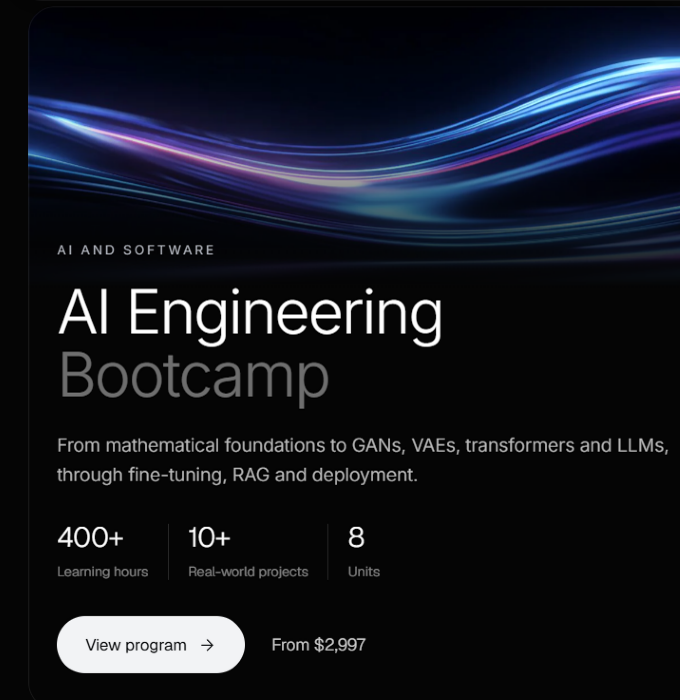 AI AND SOFTWARE
AI Engineering
Bootcamp
From mathematical foundations to GANs, VAEs, transformers and LLMs,
through fine-tuning, RAG and deployment.
400+
Learning hours
10+
Real-world projects
8
Units
View program →
From $2,997